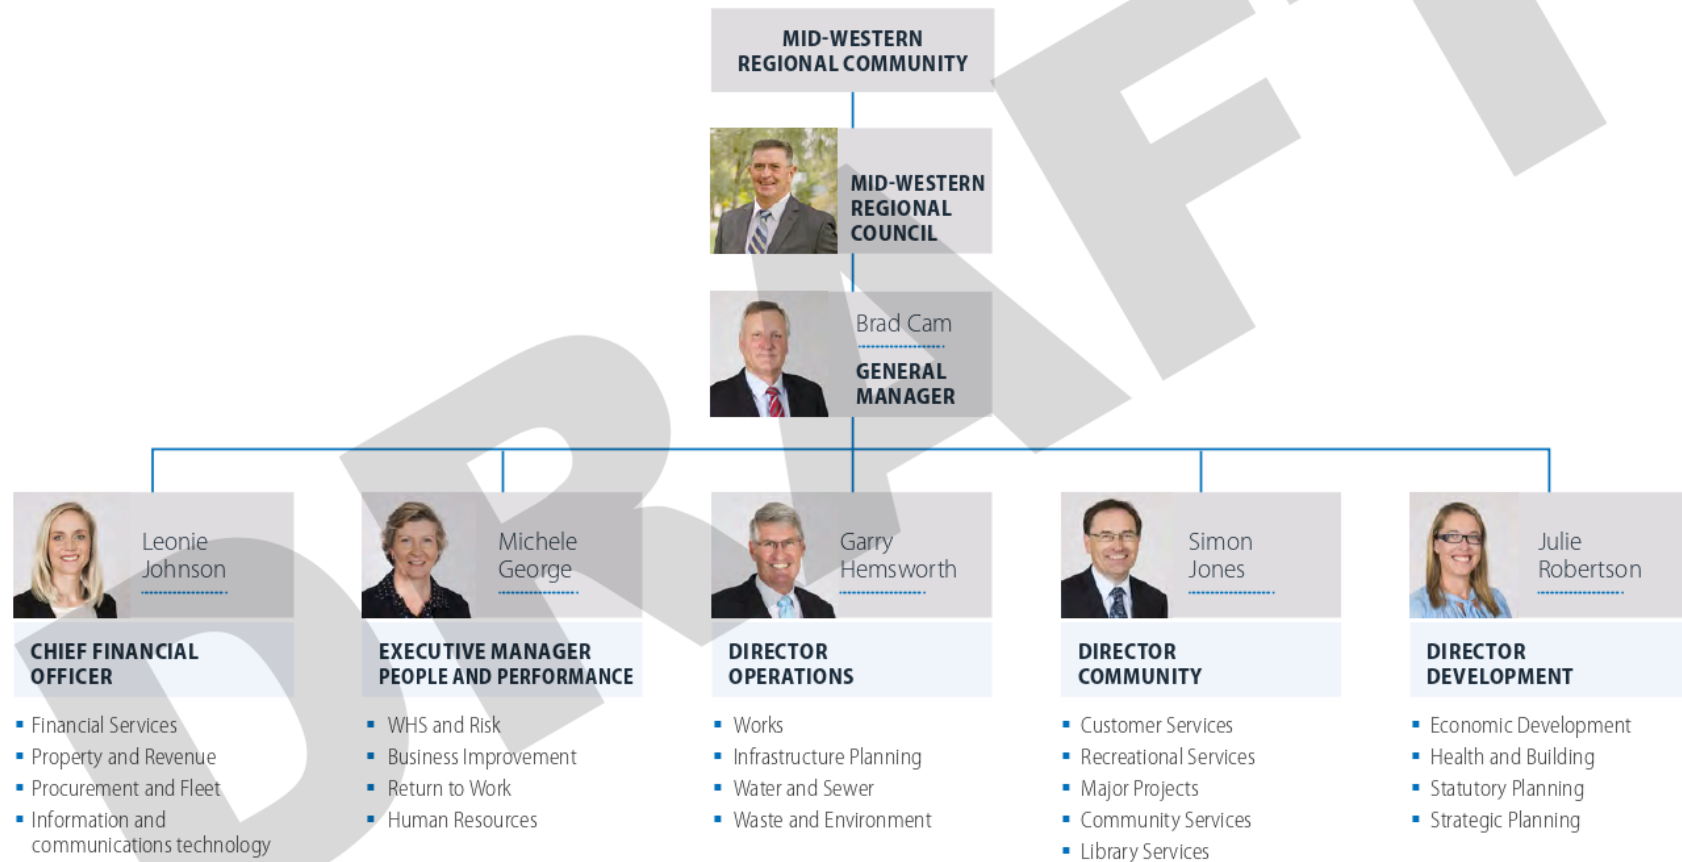 MID-WESTERN
REGIONAL COMMUNITY
MID-WESTERN
REGIONAL
COUNCIL
Brad Cam
GENERAL
MANAGER
Leonie
Johnson
CHIEF FINANCIAL
OFFICER
Financial Services
Property and Revenue
Procurement and Fleet
Information and
communications technology
Michele
George
EXECUTIVE MANAGER
PEOPLE AND PERFORMANCE
WHS and Risk
Business Improvement
Return to Work
Human Resources
Garry
Hemsworth
DIRECTOR
OPERATIONS
Works
Infrastructure Planning
Water and Sewer
Waste and Environment
Simon
Jones
DIRECTOR
COMMUNITY
Customer Services
Recreational Services
Major Projects
Community Services
Library Services
Julie
Robertson
DIRECTOR
DEVELOPMENT
Economic Development
Health and Building
Statutory Planning
Strategic Planning
DRAFT